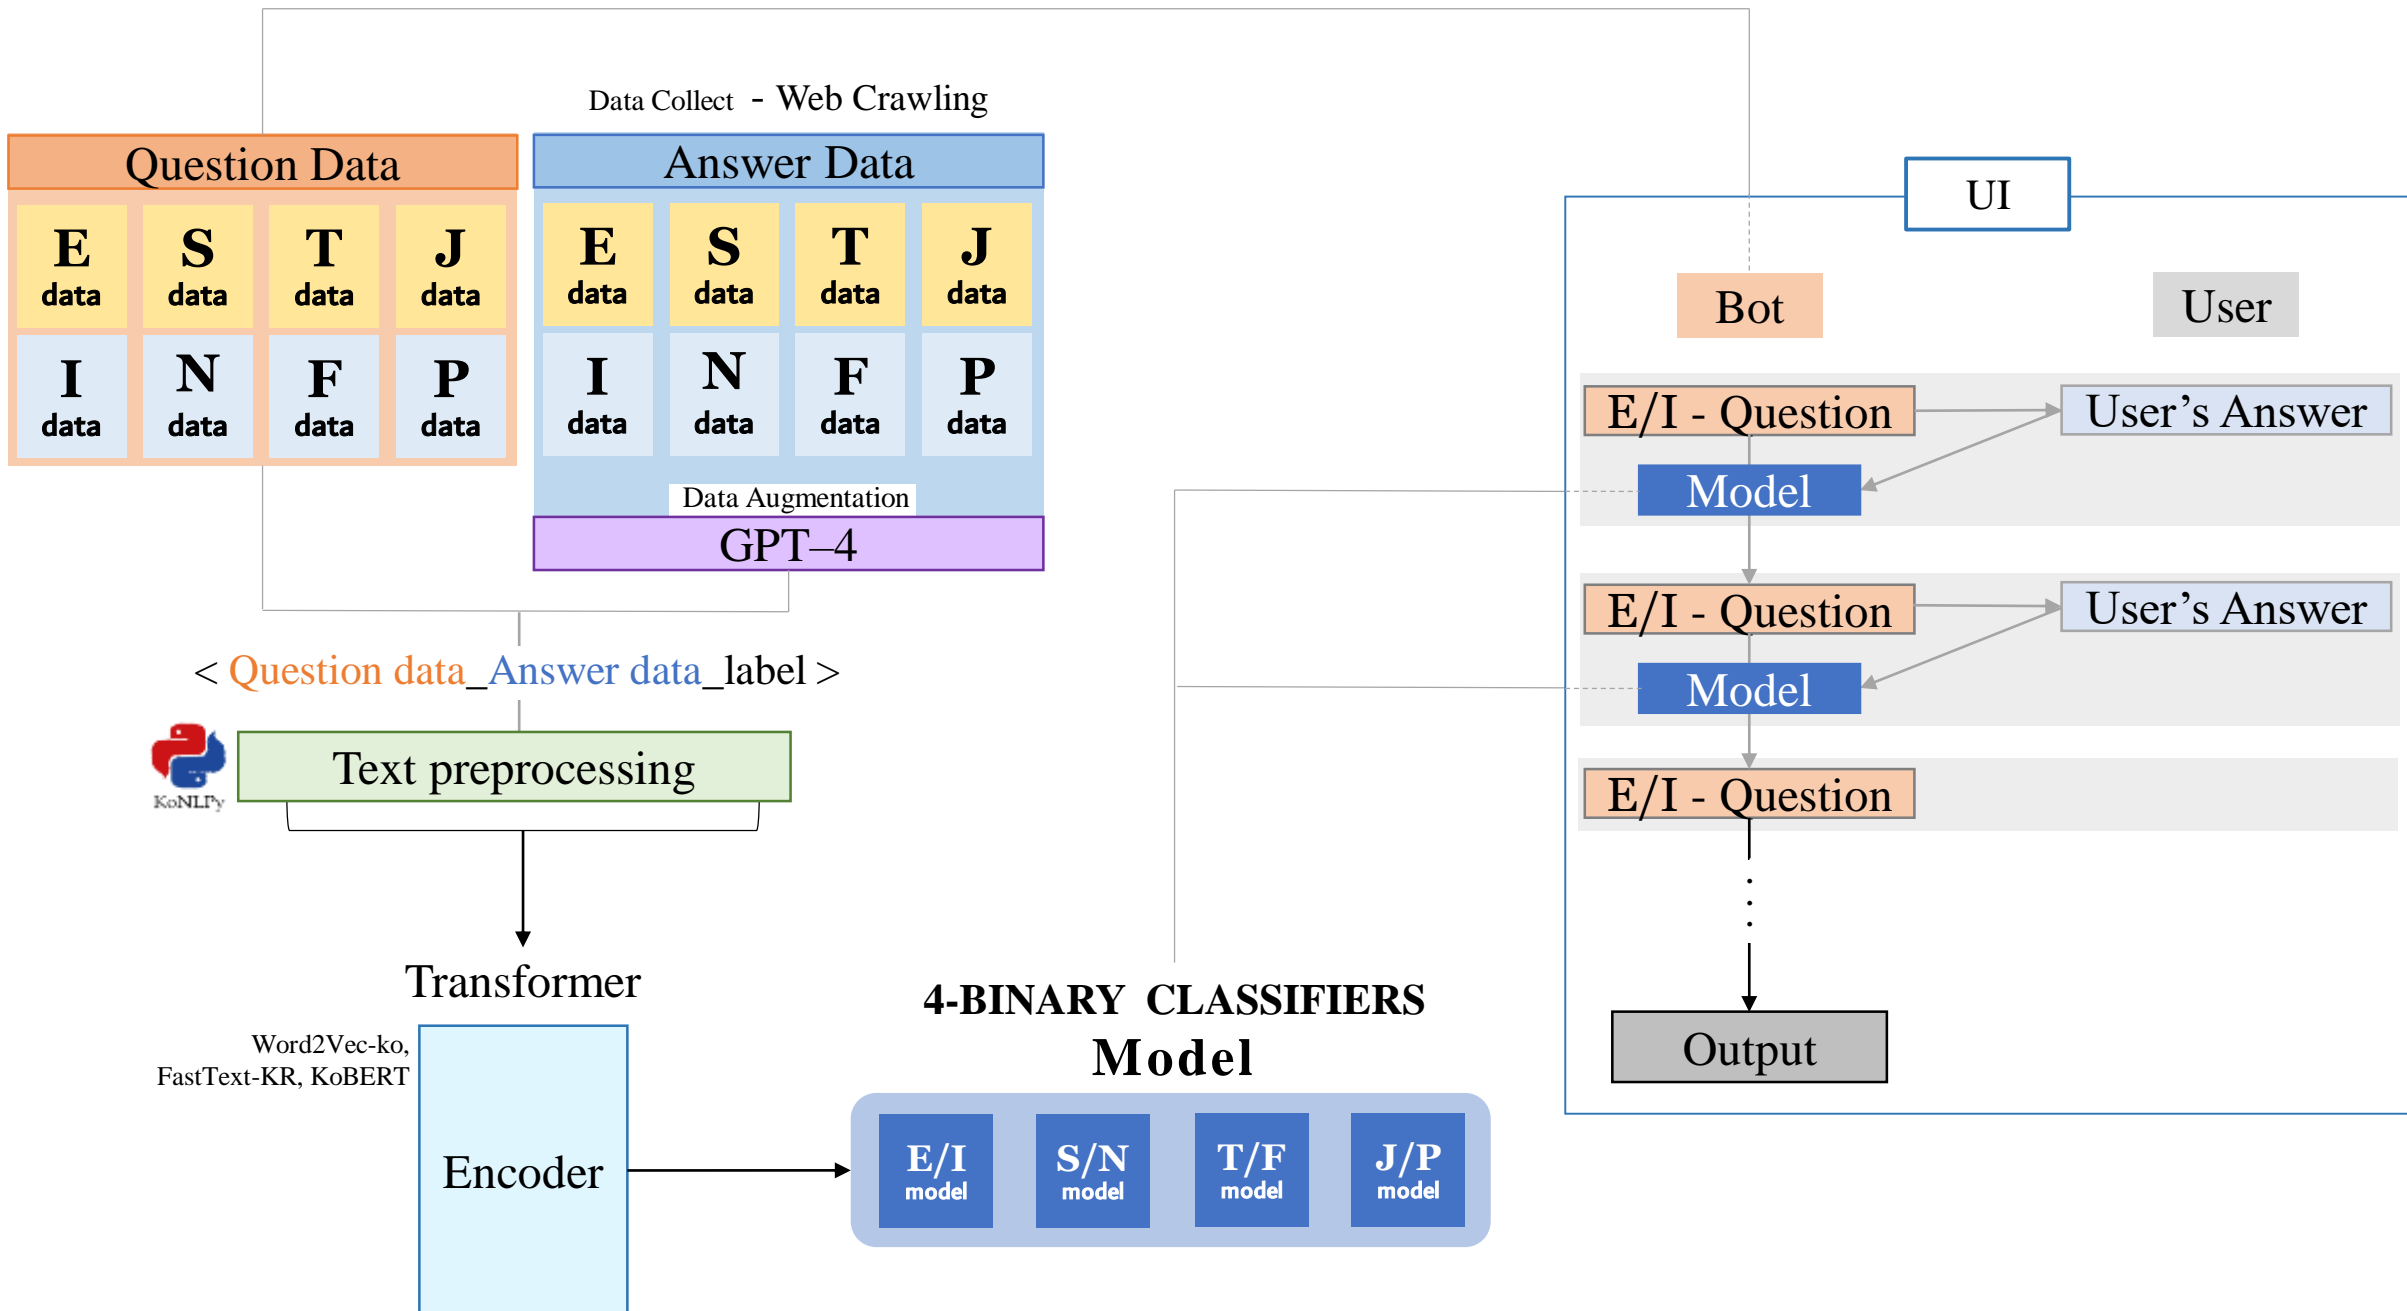 Data Collect - Web Crawling
Question Data
E S T J
data data data data
I N F P
data data data data
Answer Data
E S T J
data data data data
I N F P
data data data data
Data Augmentation
GPT–4
< Question data_Answer data_label >
KoNLPy
Text preprocessing
Transformer
Word2Vec-ko,
FastText-KR, KoBERT
Encoder
4-BINARY CLASSIFIERS
Model
E/I S/N T/F J/P
model model model model
UI
Bot
User
E/I - Question
User’s Answer
Model
E/I - Question
User’s Answer
Model
E/I - Question
Output